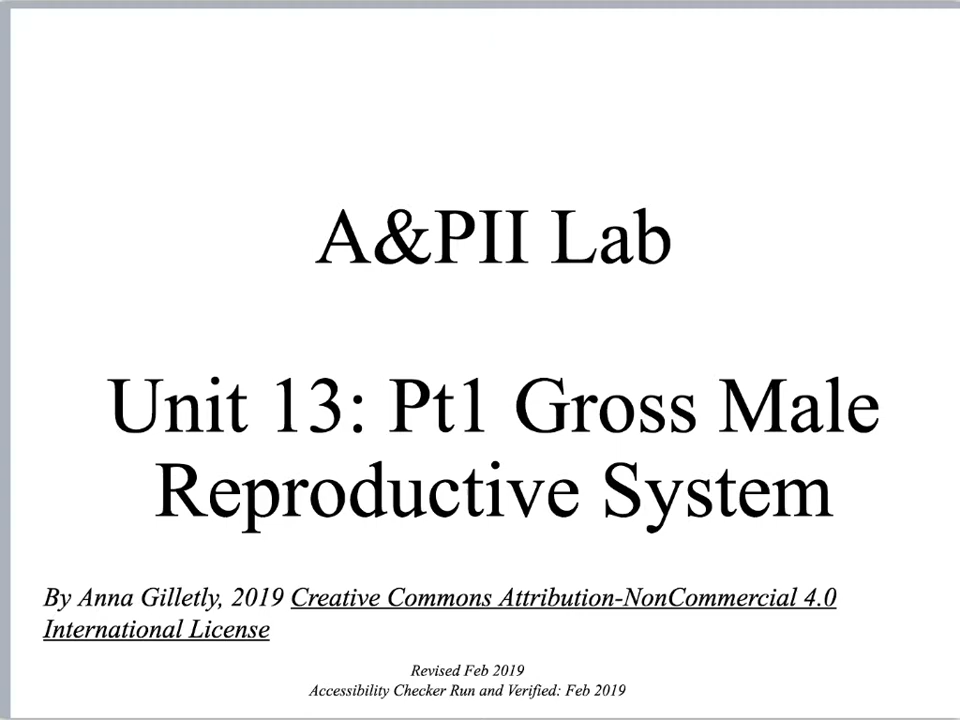 A&PII Lab
Unit 13: Pt1 Gross Male
Reproductive System
By Anna Gilletly, 2019 Creative Commons Attribution-NonCommercial 4.0
International License
Revised Feb 2019
Accessibility Checker Run and Verified: Feb 2019